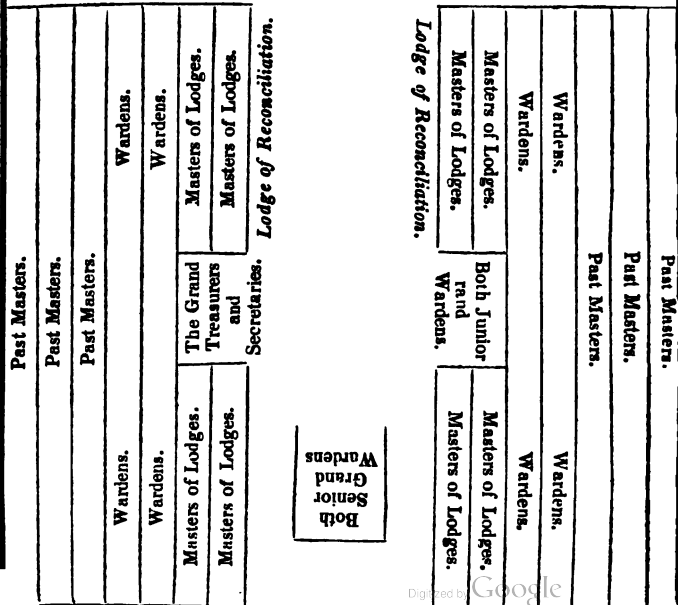 Past Masters.
Past Masters.
Past Masters.
Wardens.
Wardens.
Wardens.
Wardens.
Masters of Lodges.
Masters of Lodges.
The Grand
Treasurers
and
Secretaries.
Masters of Lodges.
Masters of Lodges.
Lodge of Reconciliation.
Both
Senior
Grand
Wardens
Lodge of Reconciliation.
Masters of Lodges.
Masters of Lodges.
Both Junior
rand
Wardens.
Masters of Lodges.
Masters of Lodges.
Wardens.
Wardens.
Wardens.
Wardens.
Past Masters.
Past Masters.
Past Masters.
Digitized by Google